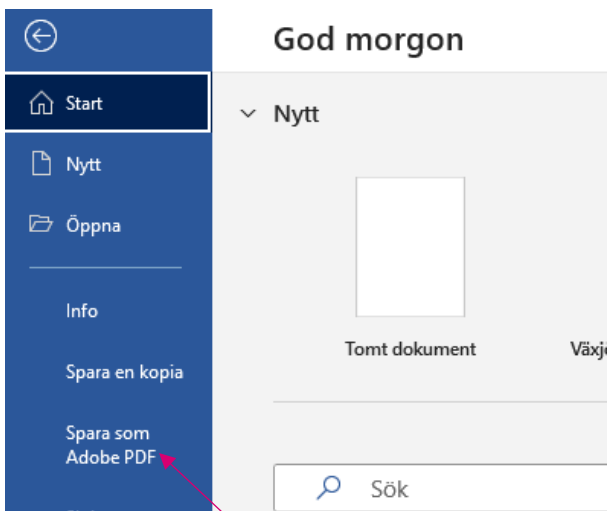 God morgon
Start
Nytt
Nytt
Öppna
Tomt dokument
Info
Spara en kopia
Spara som
Adobe PDF
Sök